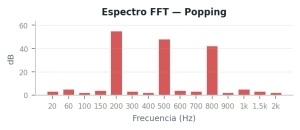 Espectro FFT — Popping
60
40
20
0
dB
20 60 100 150 200 300 400 500 600 700 800 900 1k 1.5k 2k
Frecuencia (Hz)